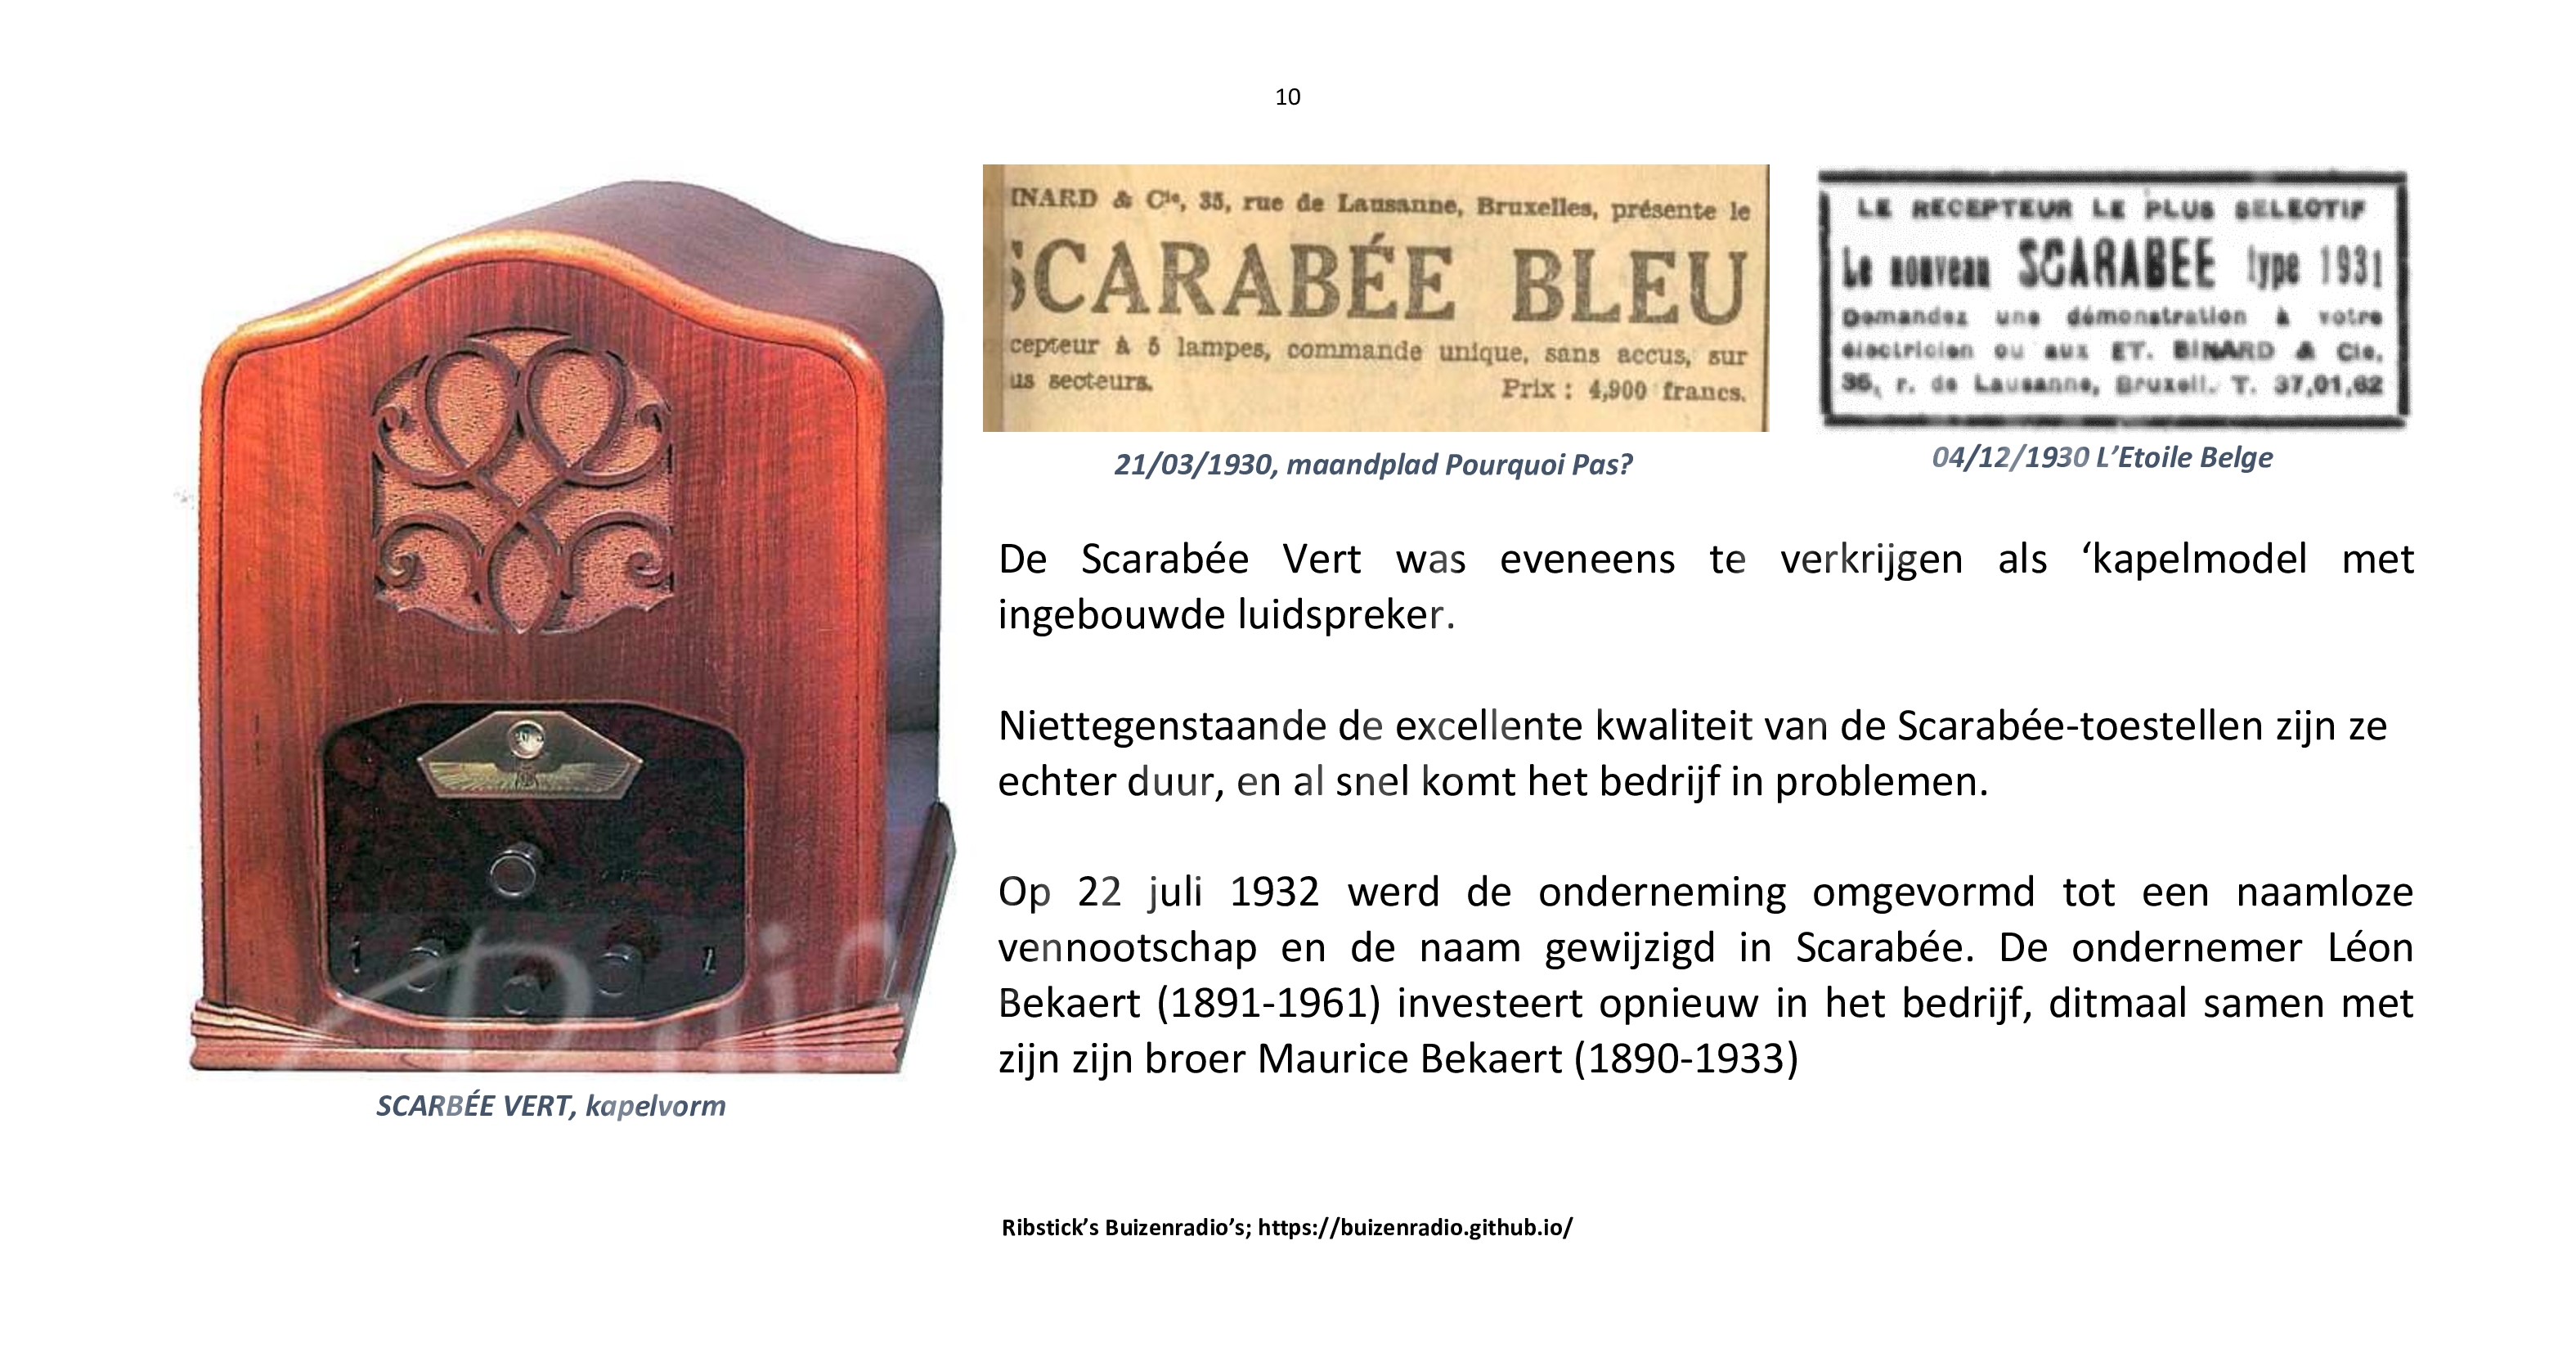 10
INARD & Cie, 35, rue de Lausanne, Bruxelles, présente le
SCARABÉE BLEU
cepteur à 5 lampes, commande unique, sans accus, sur
us secteurs.
Prix : 4,900 francs.
21/03/1930, maandplad Pourquoi Pas?
LE RECEPTEUR LE PLUS SELECTIF
Le nouveau SCARABEE type 1931
Demandez une démonstration à votre
électricien ou aux ET. BINARD & Cie,
35, r. de Lausanne, Bruxell. T. 37,01,62
04/12/1930 L’Etoile Belge
De Scarabée Vert was eveneens te verkrijgen als ‘kapelmodel met
ingebouwde luidspreker.
Niettegenstaande de excellente kwaliteit van de Scarabée-toestellen zijn ze
echter duur, en al snel komt het bedrijf in problemen.
Op 22 juli 1932 werd de onderneming omgevormd tot een naamloze
vennootschap en de naam gewijzigd in Scarabée. De ondernemer Léon
Bekaert (1891-1961) investeert opnieuw in het bedrijf, ditmaal samen met
zijn zijn broer Maurice Bekaert (1890-1933)
SCARBÉE VERT, kapelvorm
Ribstick’s Buizenradio’s; https://buizenradio.github.io/